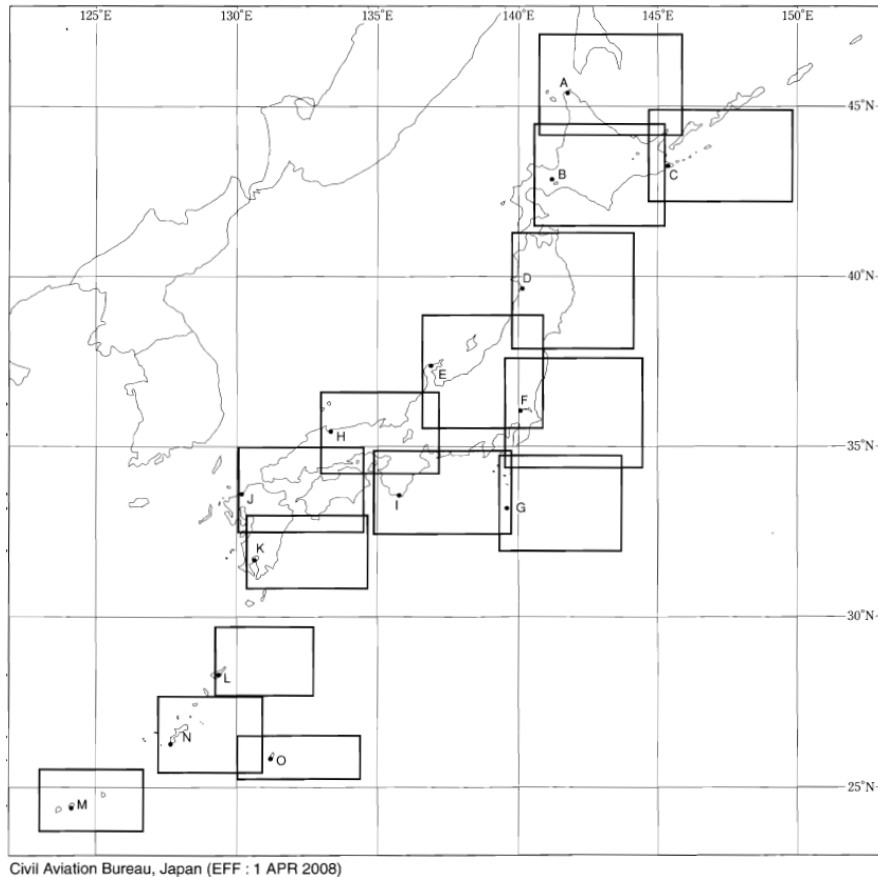 125°E 130°E 135°E 140°E 145°E 150°E
A
45°N
B C
D
40°N
E
F
H
35°N
J I G
K
30°N
L
N
O
25°N
M
Civil Aviation Bureau, Japan (EFF : 1 APR 2008)